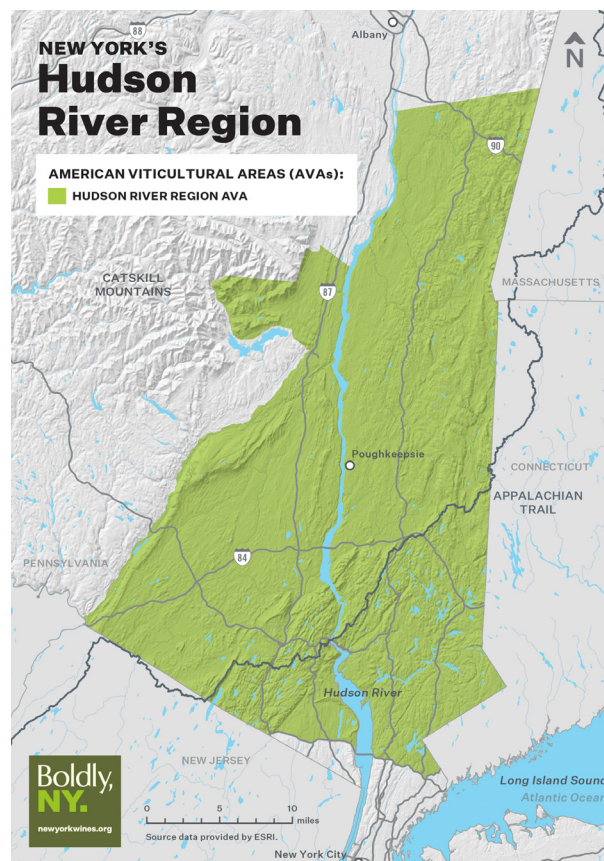 88
Albany
N
NEW YORK'S
Hudson
River Region
90
AMERICAN VITICULTURAL AREAS (AVAs):
HUDSON RIVER REGION AVA
CATSKILL
MOUNTAINS
87
MASSACHUSETTS
Poughkeepsie
CONNECTICUT
APPALACHIAN
TRAIL
84
PENNSYLVANIA
Hudson River
NEW JERSEY
Boldly,
NY.
newyorkwines.org
0 5 10
miles
Source data provided by ESRI.
Long Island Sound
Atlantic Ocean
New York City